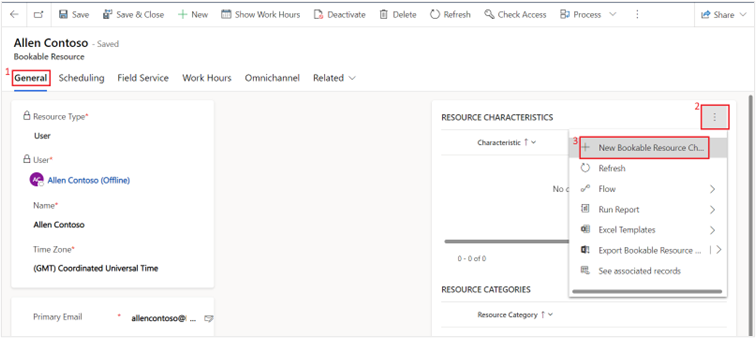 Save Save & Close New Show Work Hours Deactivate Delete Refresh Check Access Process Share
Allen Contoso - Saved
Bookable Resource
1 General Scheduling Field Service Work Hours Omnichannel Related
Resource Type*
User
User*
AC Allen Contoso (Offline)
Name*
Allen Contoso
Time Zone*
(GMT) Coordinated Universal Time
Primary Email * allencontoso@ ...
RESOURCE CHARACTERISTICS
2
Characteristic ↑
3 New Bookable Resource Ch...
Refresh
Flow
Run Report
Excel Templates
Export Bookable Resource ...
See associated records
No
0 - 0 of 0
RESOURCE CATEGORIES
Resource Category ↑